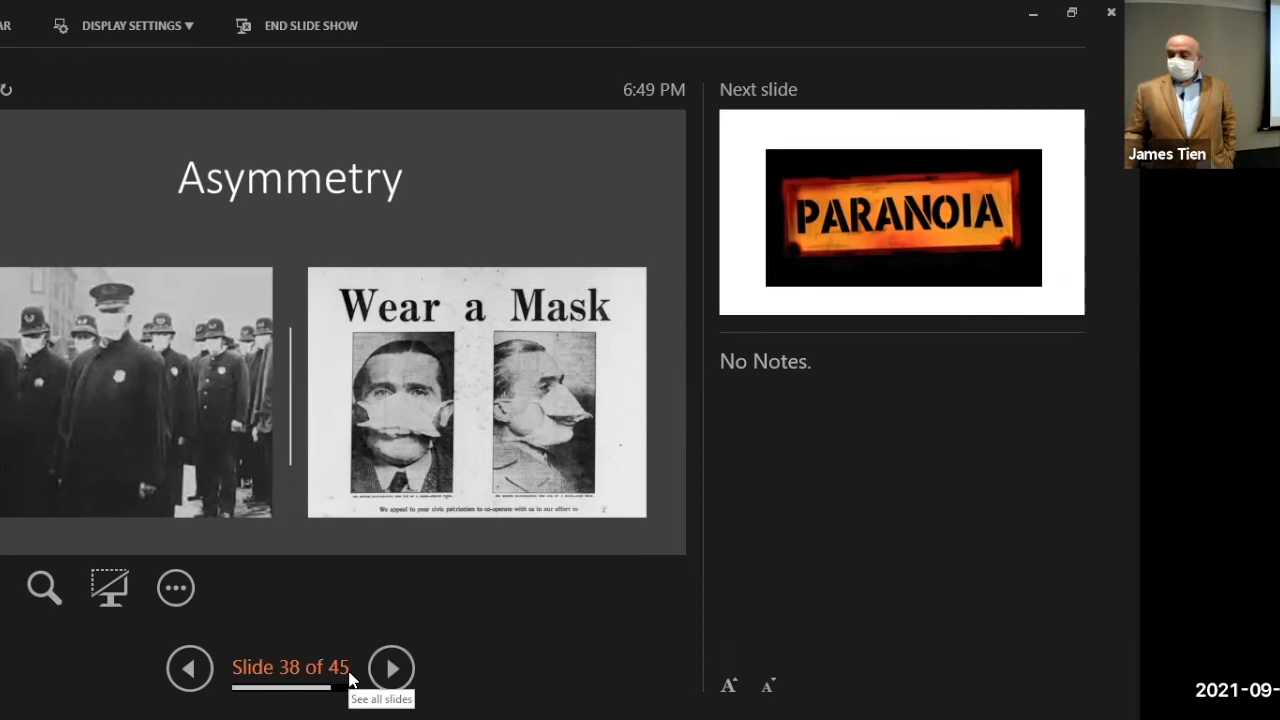 AR
DISPLAY SETTINGS
END SLIDE SHOW
6:49 PM
Next slide
Asymmetry
Wear a Mask
We appeal to your civic patriotism to co-operate with us in our effort to
PARANOIA
No Notes.
James Tien
Slide 38 of 45
See all slides
A A
2021-09-